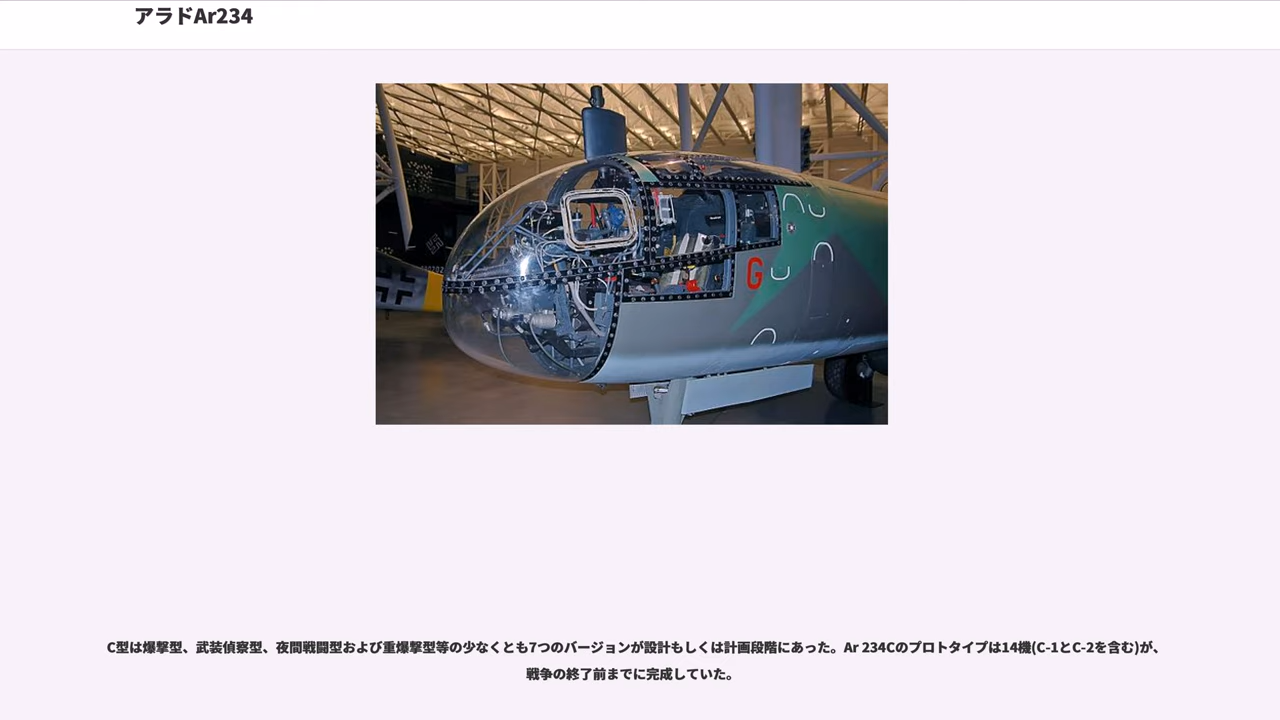 アラドAr234
G
C型は爆撃型、武装偵察型、夜間戦闘型および重爆撃型等の少なくとも7つのバージョンが設計もしくは計画段階にあった。Ar 234Cのプロトタイプは14機(C-1とC-2を含む)が、
戦争の終了前までに完成していた。